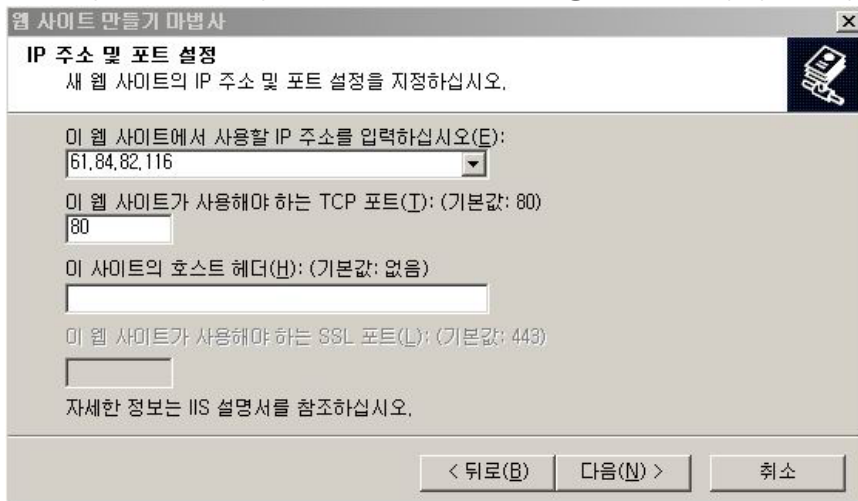 웹 사이트 만들기 마법사
IP 주소 및 포트 설정
새 웹 사이트의 IP 주소 및 포트 설정을 지정하십시오.
이 웹 사이트에서 사용할 IP 주소를 입력하십시오(E):
61.84.82.116
이 웹 사이트가 사용해야 하는 TCP 포트(T): (기본값: 80)
80
이 사이트의 호스트 헤더(H): (기본값: 없음)
이 웹 사이트가 사용해야 하는 SSL 포트(L): (기본값: 443)
자세한 정보는 IIS 설명서를 참조하십시오.
< 뒤로(B) 다음(N) > 취소